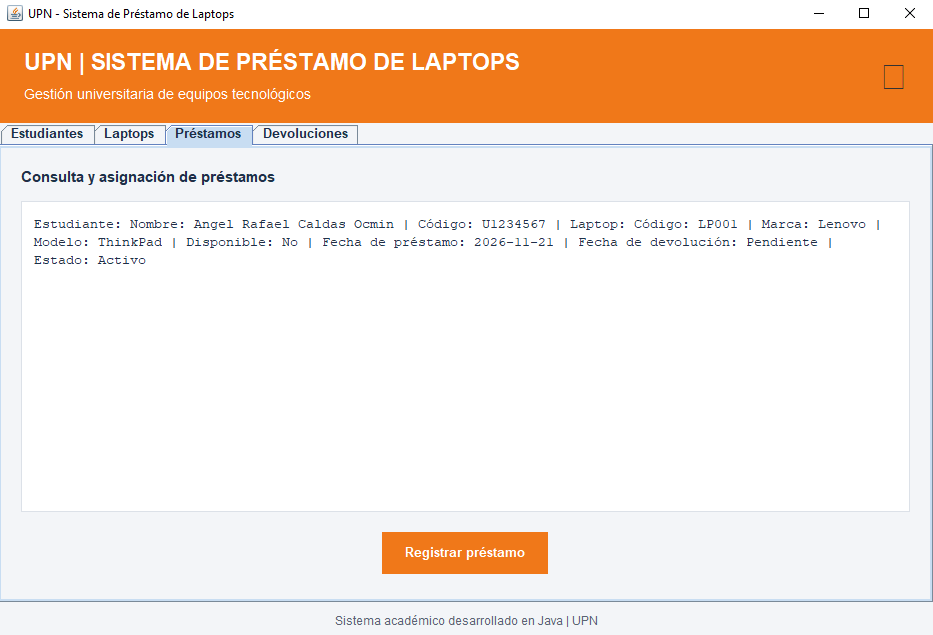 UPN - Sistema de Préstamo de Laptops
UPN | SISTEMA DE PRÉSTAMO DE LAPTOPS
Gestión universitaria de equipos tecnológicos
Estudiantes Laptops Préstamos Devoluciones
Consulta y asignación de préstamos
Estudiante: Nombre: Angel Rafael Caldas Ocmin | Código: U1234567 | Laptop: Código: LP001 | Marca: Lenovo |
Modelo: ThinkPad | Disponible: No | Fecha de préstamo: 2026-11-21 | Fecha de devolución: Pendiente |
Estado: Activo
Registrar préstamo
Sistema académico desarrollado en Java | UPN